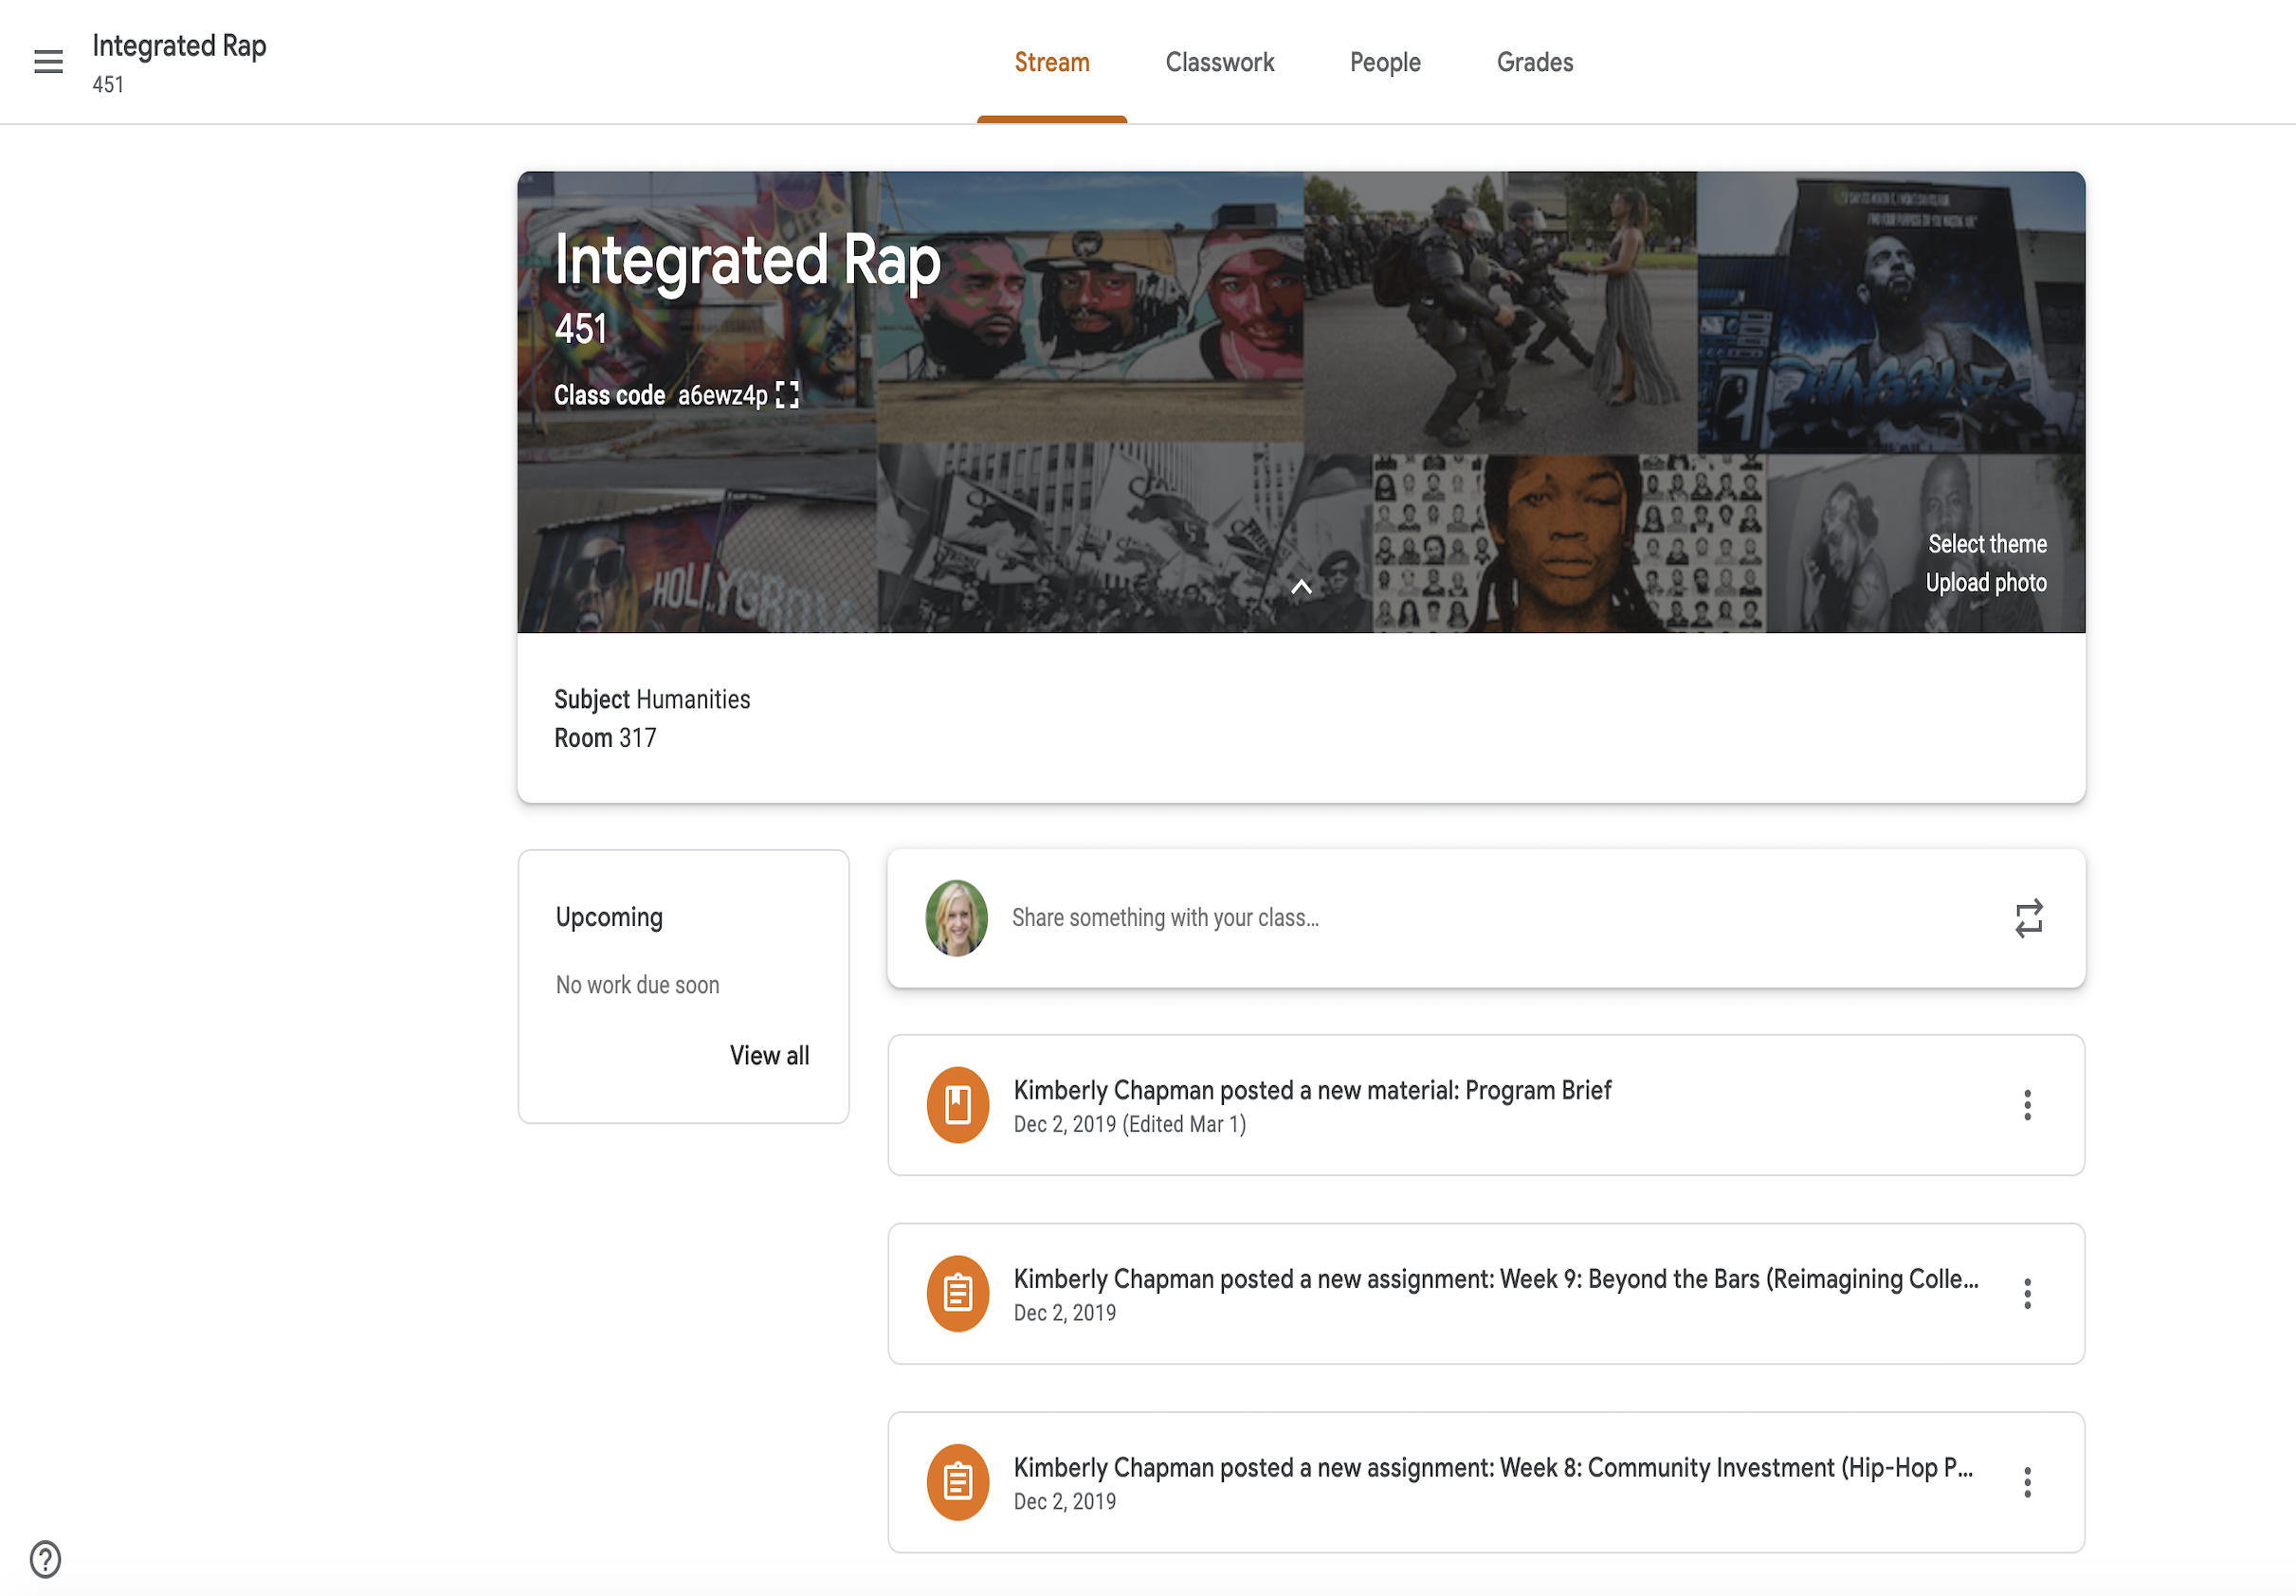 Integrated Rap
451
Stream
Classwork
People
Grades
Integrated Rap
451
Class code a6ewz4p
HOLLYGROVE
Select theme
Upload photo
Subject Humanities
Room 317
Upcoming
No work due soon
View all
Share something with your class...
Kimberly Chapman posted a new material: Program Brief
Dec 2, 2019 (Edited Mar 1)
Kimberly Chapman posted a new assignment: Week 9: Beyond the Bars (Reimagining Colle...
Dec 2, 2019
Kimberly Chapman posted a new assignment: Week 8: Community Investment (Hip-Hop P...
Dec 2, 2019